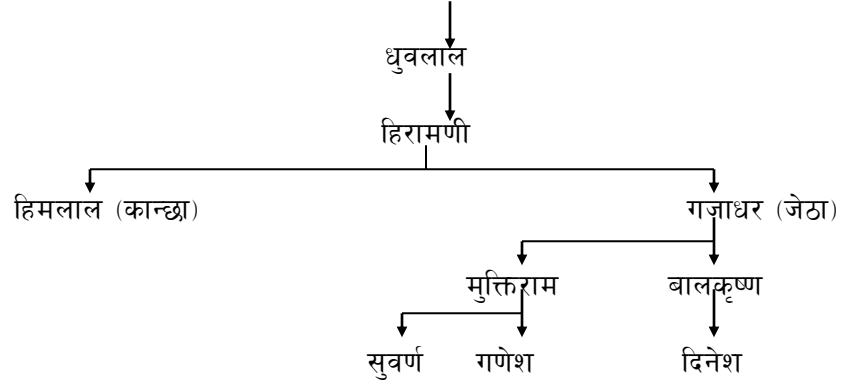 धुवलाल
हिरामणी
हिमलाल (कान्छा) गजाधर (जेठा)
मुक्तिराम बालकृष्ण
सुवर्ण गणेश दिनेश